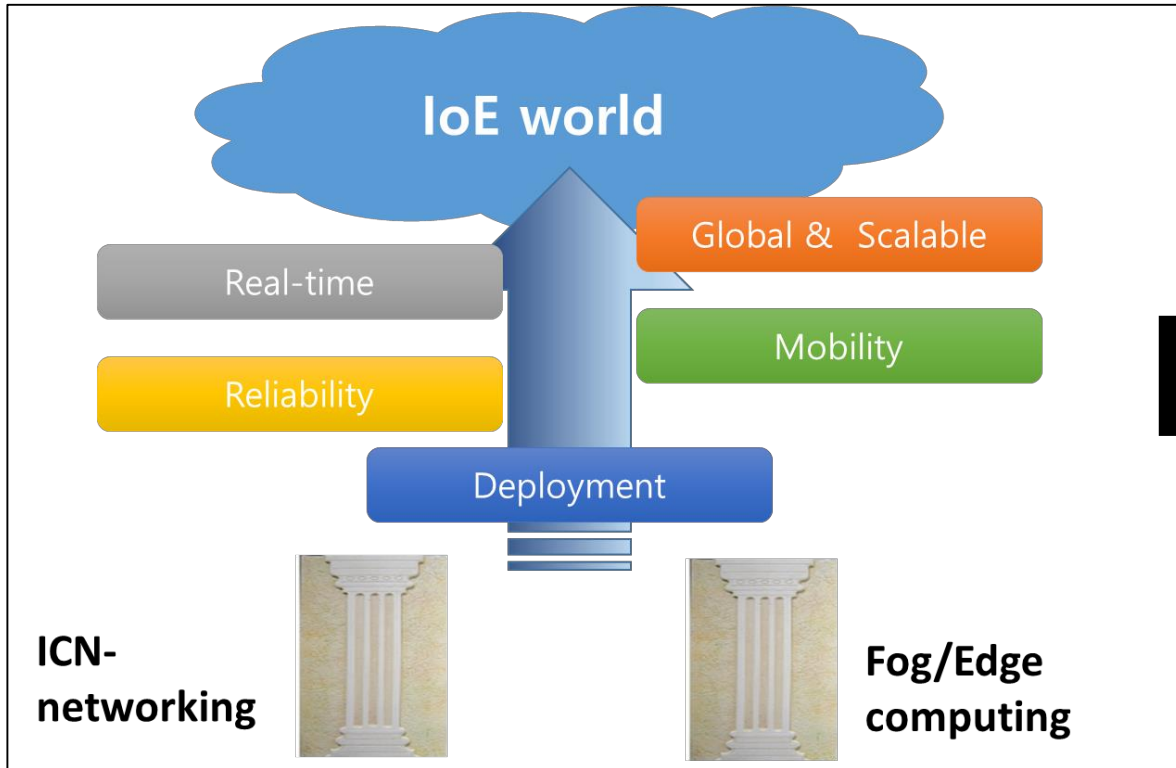 IoE world
Global &  Scalable
Real-time
Mobility
Reliability
Deployment
ICN-
networking
Fog/Edge
computing